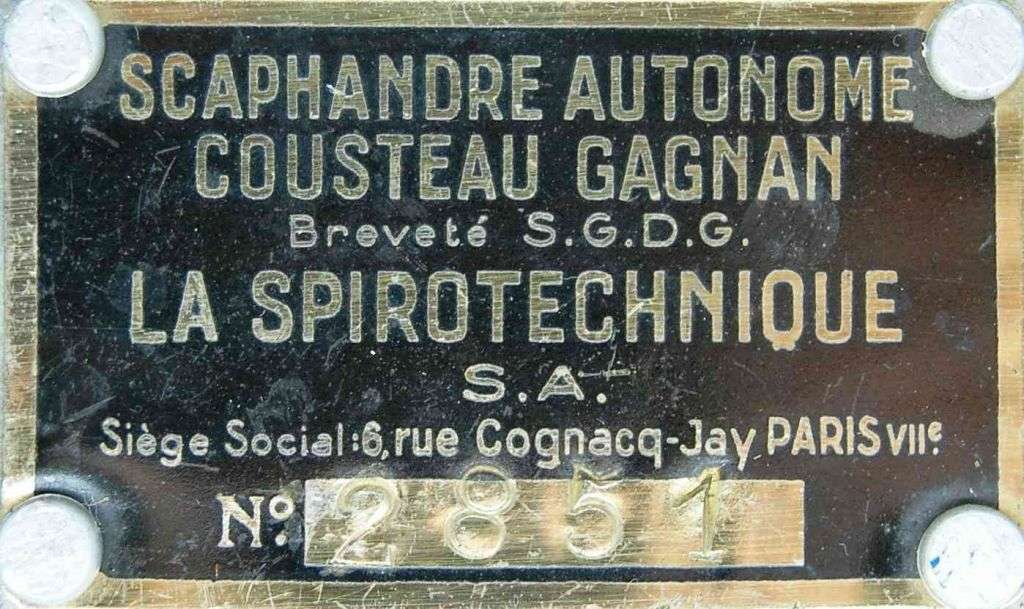 SCAPHANDRE AUTONOME
COUSTEAU GAGNAN
Breveté S.G.D.G.
LA SPIROTECHNIQUE
S.A.
Siège Social:6,rue Cognacq-Jay PARIS VIIe
No: 2851